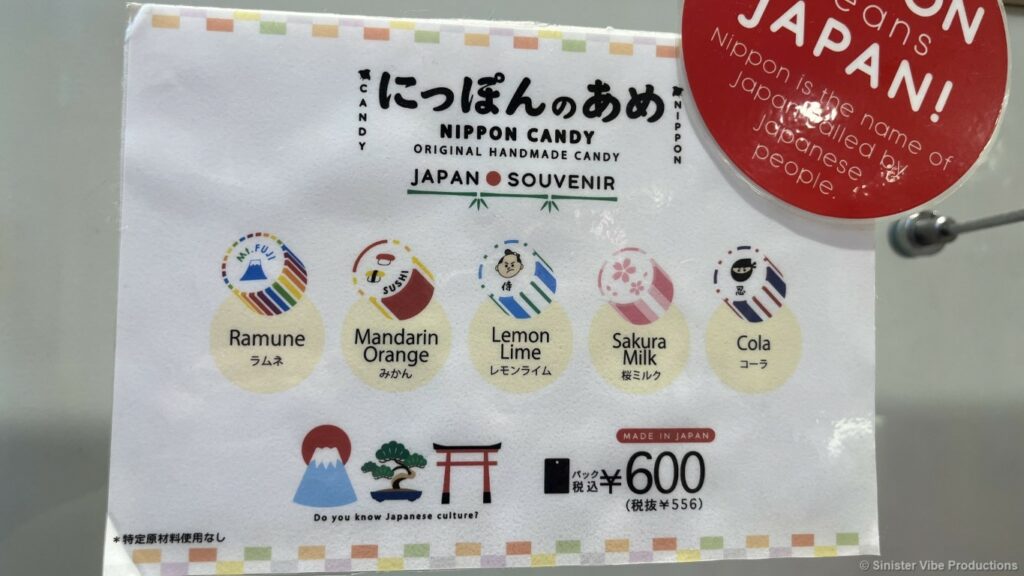 にっぽんのあめ
CANDY
NIPPON
NIPPON CANDY
ORIGINAL HANDMADE CANDY
JAPAN SOUVENIR
ON
eans
JAPAN!
Nippon is the name of
Japan called by
Japanese
people.
MT.FUJI
SUSHI
侍
忍
Ramune
ラムネ
Mandarin
Orange
みかん
Lemon
Lime
レモンライム
Sakura
Milk
桜ミルク
Cola
コーラ
Do you know Japanese culture?
MADE IN JAPAN
パック
税込
¥600
(税抜¥556)
*特定原材料使用なし
© Sinister Vibe Productions